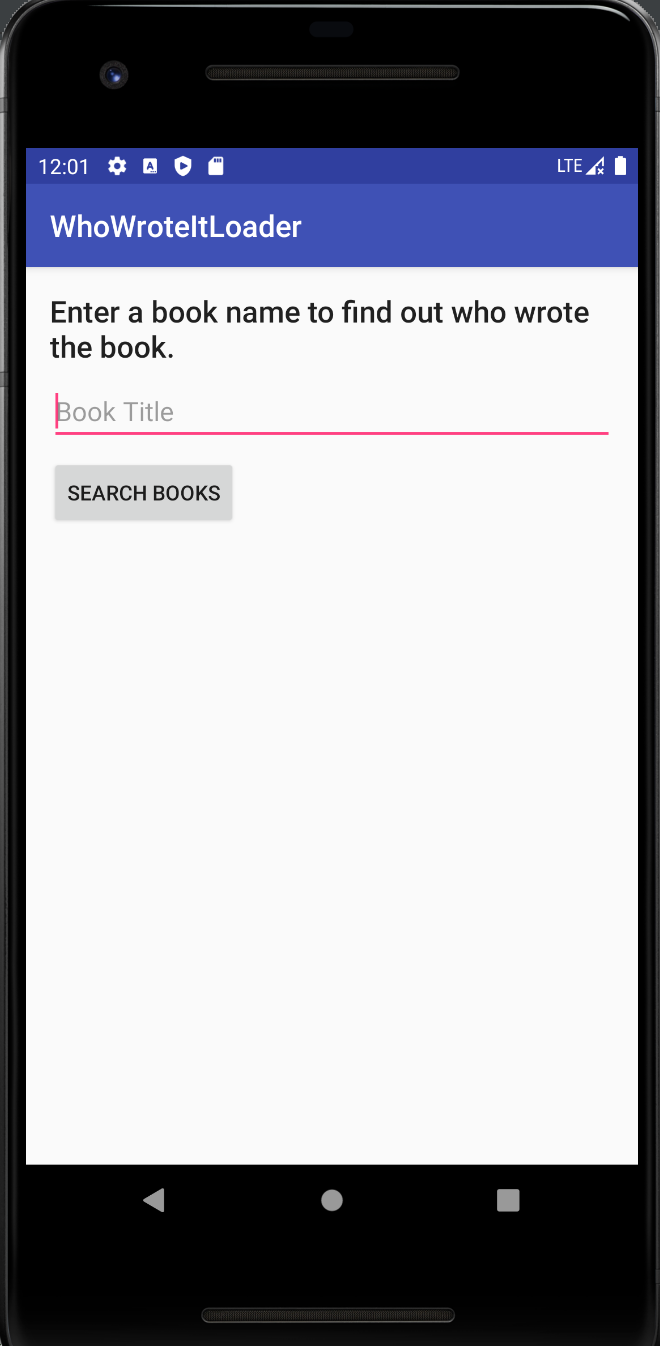 12:01
LTE
WhoWroteItLoader
Enter a book name to find out who wrote
the book.
Book Title
SEARCH BOOKS